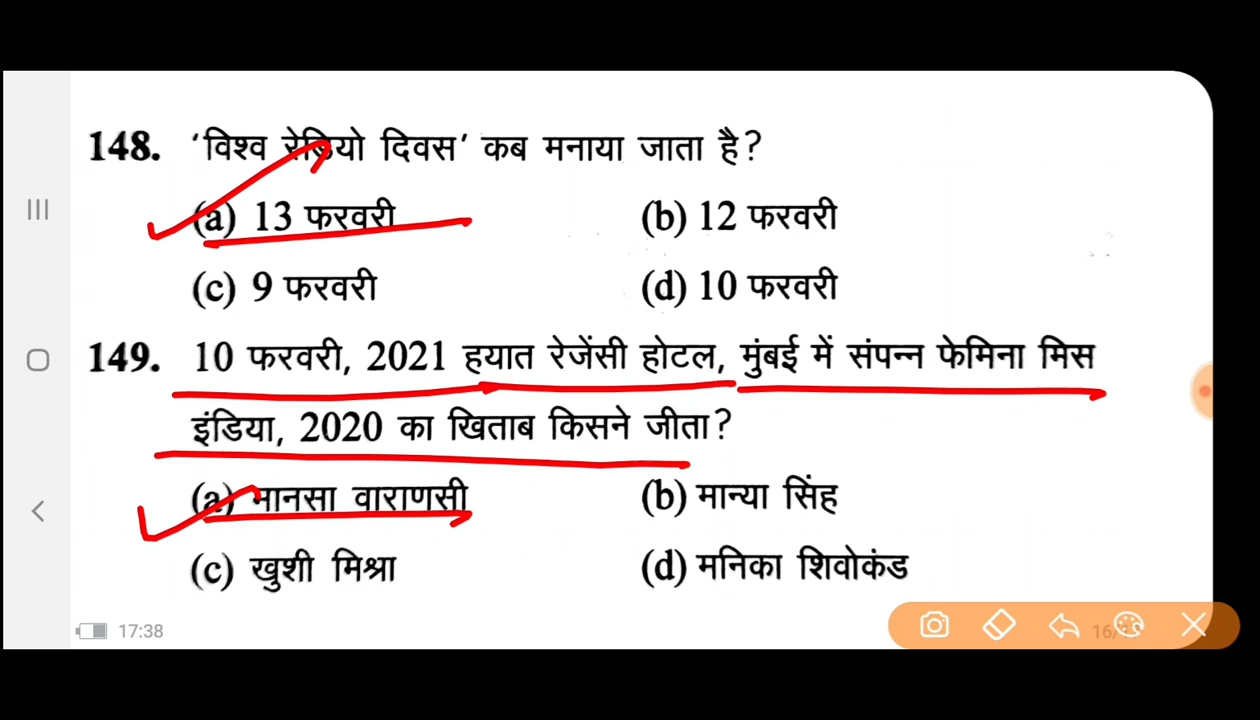 148. 'विश्व रेडियो दिवस' कब मनाया जाता है?
(a) 13 फरवरी (b) 12 फरवरी
(c) 9 फरवरी (d) 10 फरवरी
149. 10 फरवरी, 2021 हयात रेजेंसी होटल, मुंबई में संपन्न फेमिना मिस
इंडिया, 2020 का खिताब किसने जीता?
(a) मानसा वाराणसी (b) मान्या सिंह
(c) खुशी मिश्रा (d) मनिका शिवोकंड
17:38